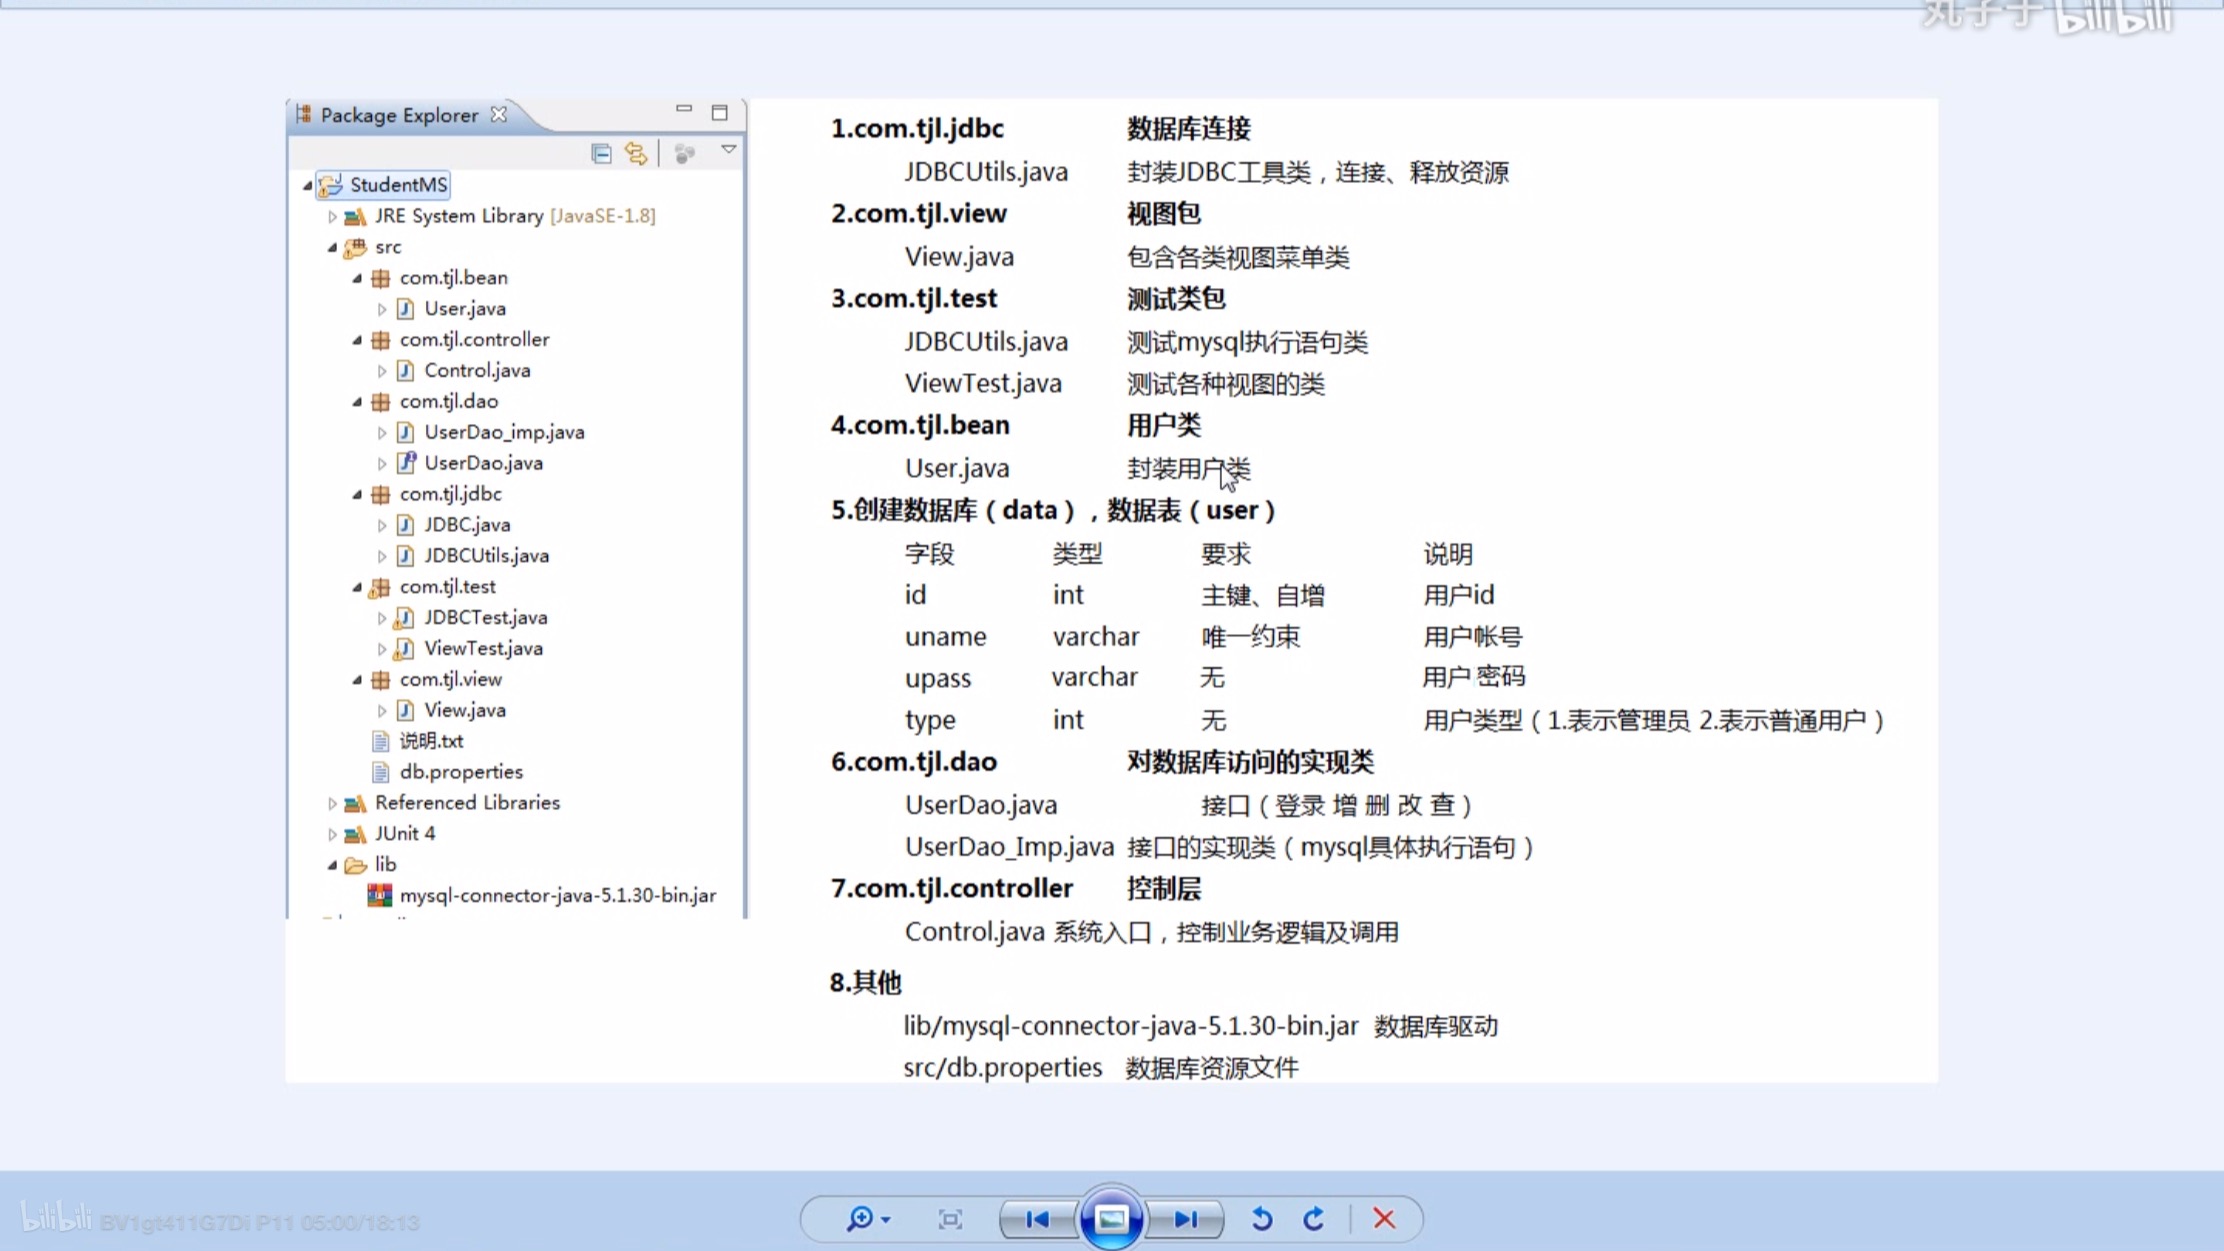 丸子子 bilibili
Package Explorer
StudentMS
JRE System Library [JavaSE-1.8]
src
com.tjl.bean
User.java
com.tjl.controller
Control.java
com.tjl.dao
UserDao_imp.java
UserDao.java
com.tjl.jdbc
JDBC.java
JDBCUtils.java
com.tjl.test
JDBCTest.java
ViewTest.java
com.tjl.view
View.java
说明.txt
db.properties
Referenced Libraries
JUnit 4
lib
mysql-connector-java-5.1.30-bin.jar
1.com.tjl.jdbc 数据库连接
JDBCUtils.java 封装JDBC工具类，连接、释放资源
2.com.tjl.view 视图包
View.java 包含各类视图菜单类
3.com.tjl.test 测试类包
JDBCUtils.java 测试mysql执行语句类
ViewTest.java 测试各种视图的类
4.com.tjl.bean 用户类
User.java 封装用户类
5.创建数据库（data），数据表（user）
字段 类型 要求 说明
id int 主键、自增 用户id
uname varchar 唯一约束 用户帐号
upass varchar 无 用户密码
type int 无 用户类型（1.表示管理员 2.表示普通用户）
6.com.tjl.dao 对数据库访问的实现类
UserDao.java 接口（登录 增 删 改 查）
UserDao_Imp.java 接口的实现类（mysql具体执行语句）
7.com.tjl.controller 控制层
Control.java 系统入口，控制业务逻辑及调用
8.其他
lib/mysql-connector-java-5.1.30-bin.jar 数据库驱动
src/db.properties 数据库资源文件
bilibili BV1gt411G7Di P11 05:00/18:13